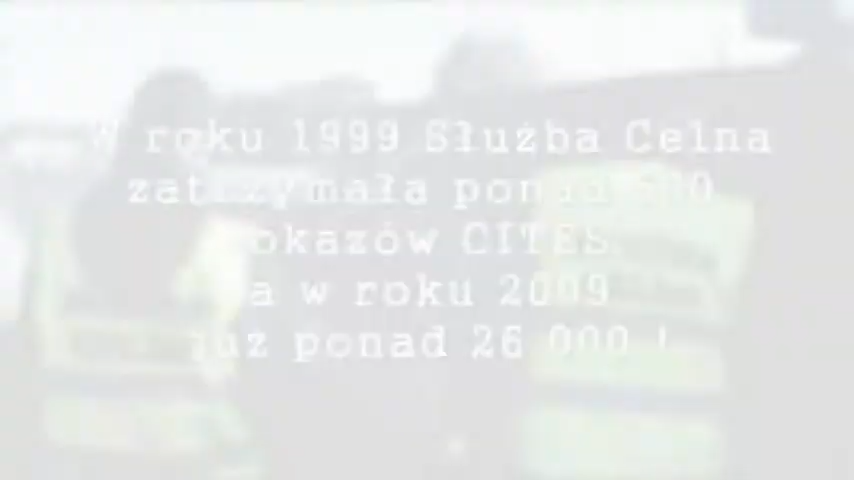 W roku 1999 Służba Celna
zatrzymała ponad
okazów CITES
a w roku 2009
już ponad 26 000 !